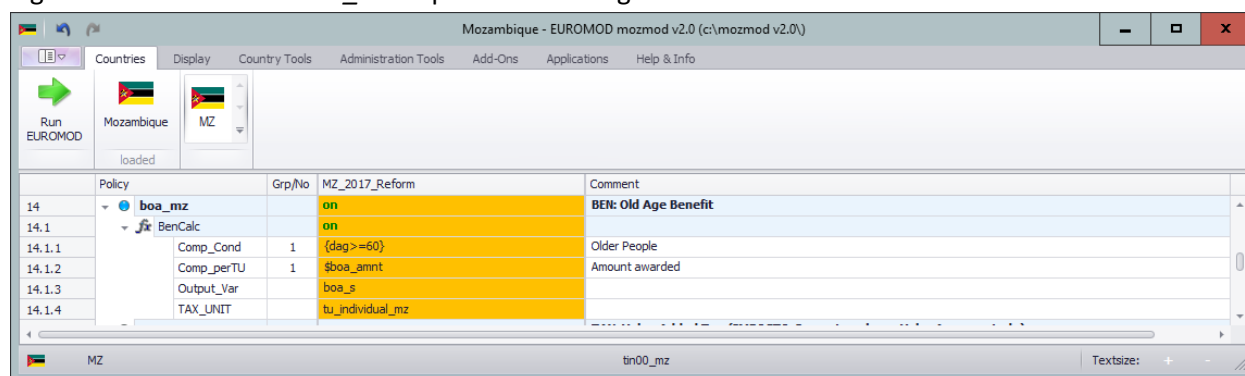 Mozambique - EUROMOD mozmod v2.0 (c:\mozmod v2.0\)
Countries Display Country Tools Administration Tools Add-Ons Applications Help & Info
Run EUROMOD
Mozambique
MZ
loaded
Policy Grp/No MZ_2017_Reform Comment
14 boa_mz on BEN: Old Age Benefit
14.1 fx BenCalc on
14.1.1 Comp_Cond 1 {dag>=60} Older People
14.1.2 Comp_perTU 1 $boa_amnt Amount awarded
14.1.3 Output_Var boa_s
14.1.4 TAX_UNIT tu_individual_mz
MZ tin00_mz Textsize: + -